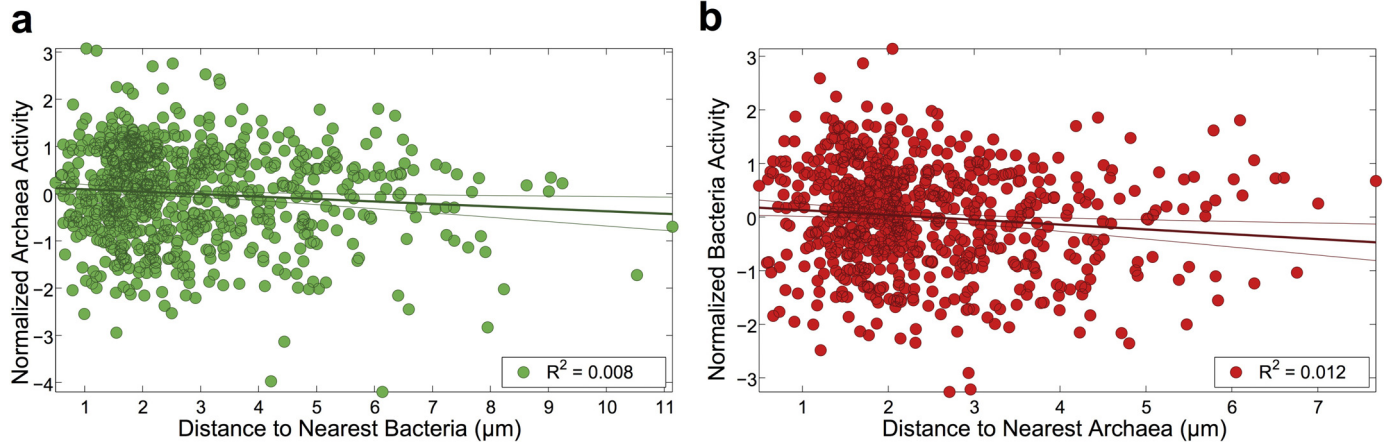 a
Normalized Archaea Activity
3
2
1
0
−1
−2
−3
−4
1 2 3 4 5 6 7 8 9 10 11
Distance to Nearest Bacteria (μm)
R² = 0.008
b
Normalized Bacteria Activity
3
2
1
0
−1
−2
−3
1 2 3 4 5 6 7
Distance to Nearest Archaea (μm)
R² = 0.012